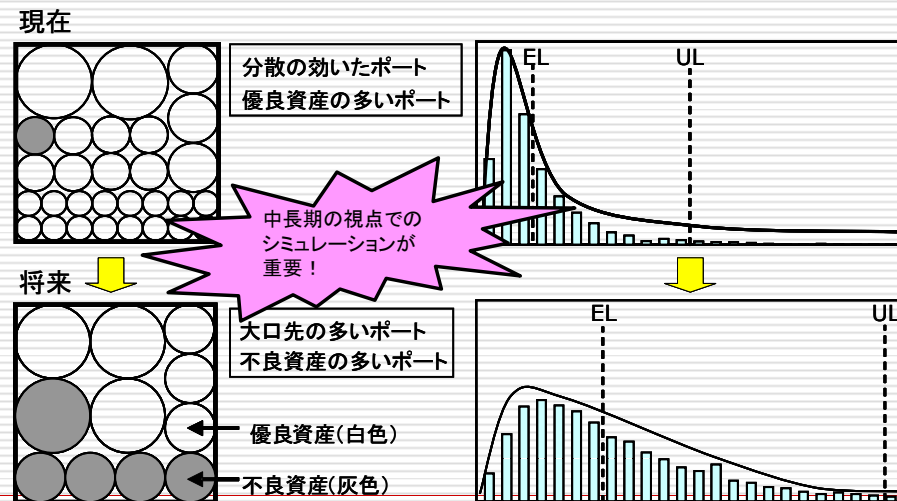 現在
分散の効いたポート
優良資産の多いポート
EL
UL
中長期の視点での
シミュレーションが
重要！
将来
大口先の多いポート
不良資産の多いポート
優良資産(白色)
不良資産(灰色)
EL
UL